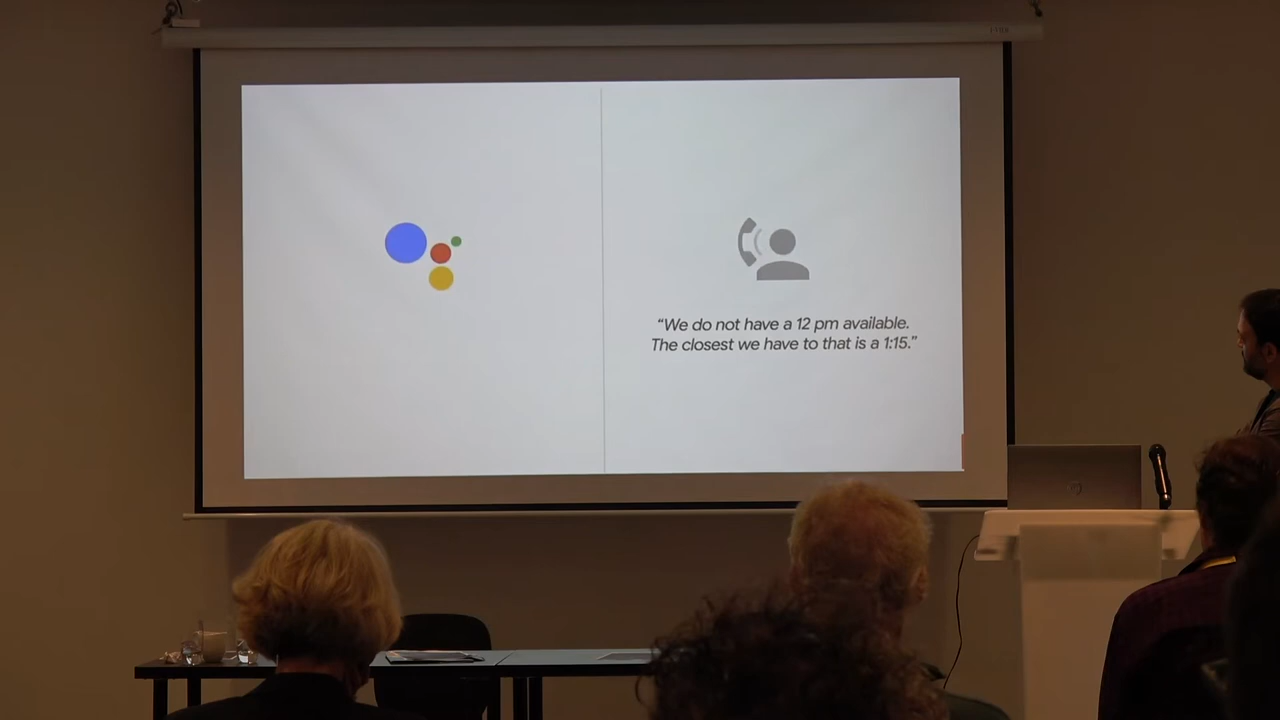 “We do not have a 12 pm available.
The closest we have to that is a 1:15.”